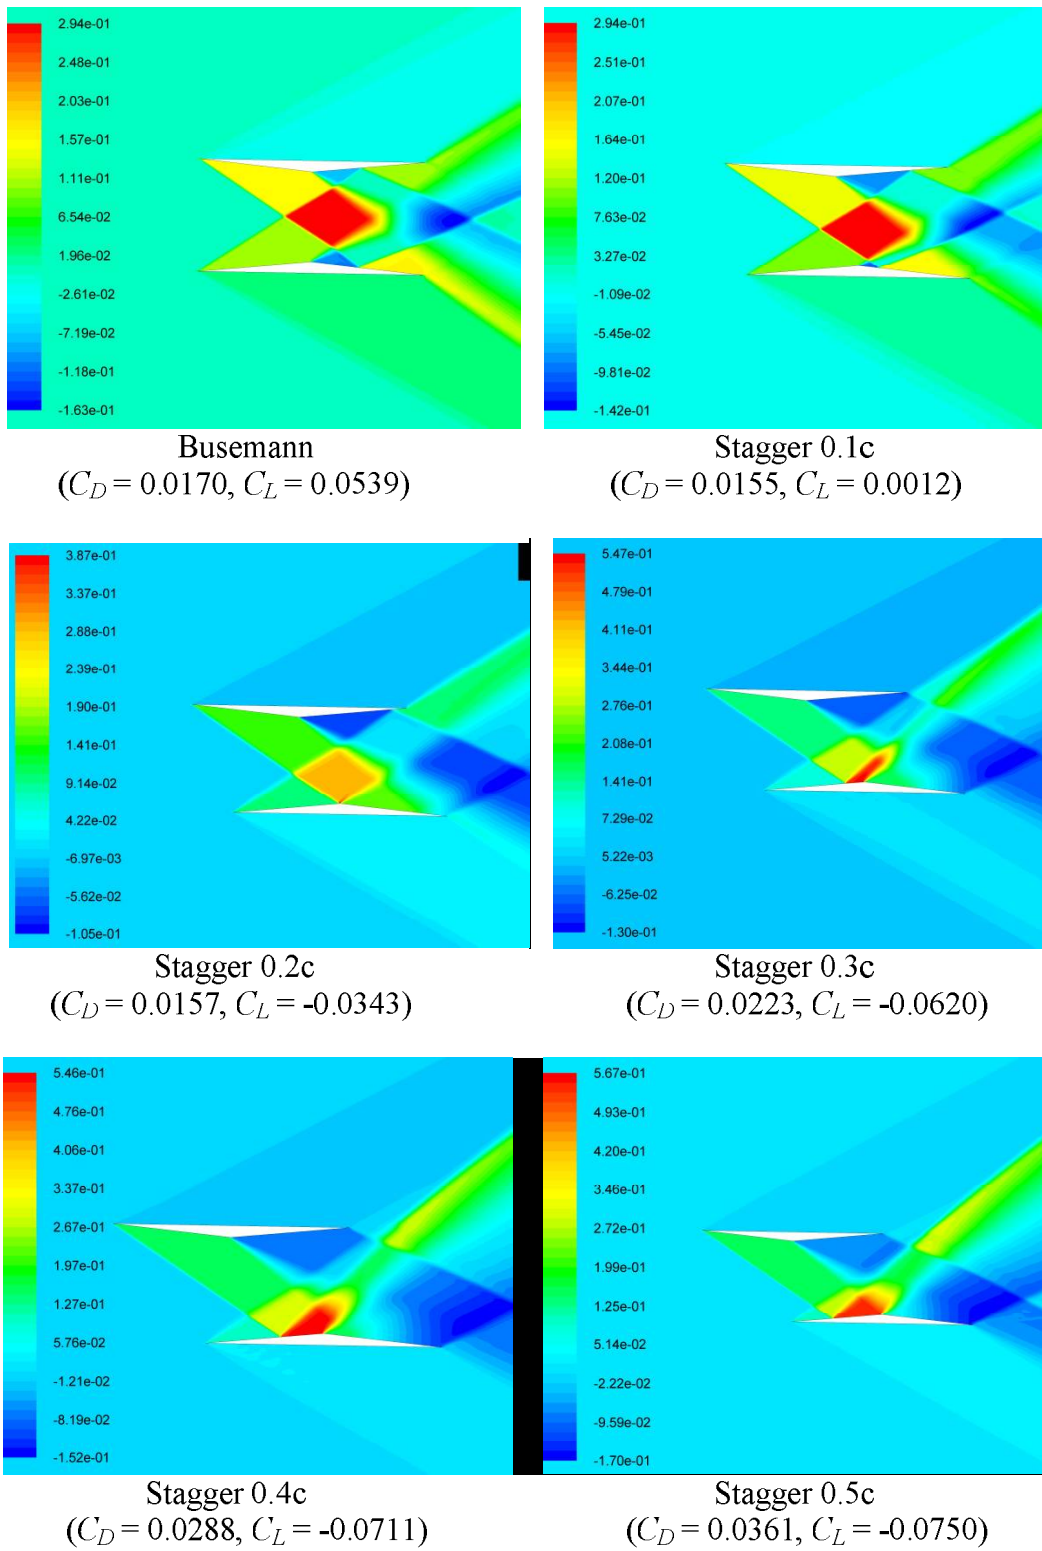 2.94e-01
2.48e-01
2.03e-01
1.57e-01
1.11e-01
6.54e-02
1.96e-02
-2.61e-02
-7.19e-02
-1.18e-01
-1.63e-01
Busemann
(C_D = 0.0170, C_L = 0.0539)
2.94e-01
2.51e-01
2.07e-01
1.64e-01
1.20e-01
7.63e-02
3.27e-02
-1.09e-02
-5.45e-02
-9.81e-02
-1.42e-01
Stagger 0.1c
(C_D = 0.0155, C_L = 0.0012)
3.87e-01
3.37e-01
2.88e-01
2.39e-01
1.90e-01
1.41e-01
9.14e-02
4.22e-02
-6.97e-03
-5.62e-02
-1.05e-01
Stagger 0.2c
(C_D = 0.0157, C_L = -0.0343)
5.47e-01
4.79e-01
4.11e-01
3.44e-01
2.76e-01
2.08e-01
1.41e-01
7.29e-02
5.22e-03
-6.25e-02
-1.30e-01
Stagger 0.3c
(C_D = 0.0223, C_L = -0.0620)
5.46e-01
4.76e-01
4.06e-01
3.37e-01
2.67e-01
1.97e-01
1.27e-01
5.76e-02
-1.21e-02
-8.19e-02
-1.52e-01
Stagger 0.4c
(C_D = 0.0288, C_L = -0.0711)
5.67e-01
4.93e-01
4.20e-01
3.46e-01
2.72e-01
1.99e-01
1.25e-01
5.14e-02
-2.22e-02
-9.59e-02
-1.70e-01
Stagger 0.5c
(C_D = 0.0361, C_L = -0.0750)